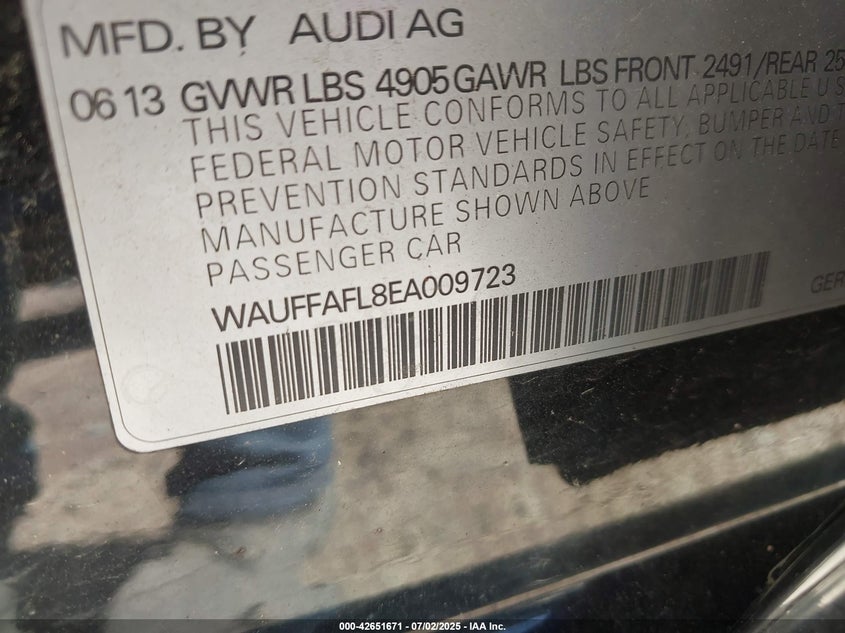 MFD. BY AUDI AG
06 13 GVWR LBS 4905 GAWR LBS FRONT 2491/REAR 25
THIS VEHICLE CONFORMS TO ALL APPLICABLE U S
FEDERAL MOTOR VEHICLE SAFETY, BUMPER AND T
PREVENTION STANDARDS IN EFFECT ON THE DATE
MANUFACTURE SHOWN ABOVE
PASSENGER CAR
WAUFFAFL8EA009723
GER
000-42651671 - 07/02/2025 - IAA Inc.